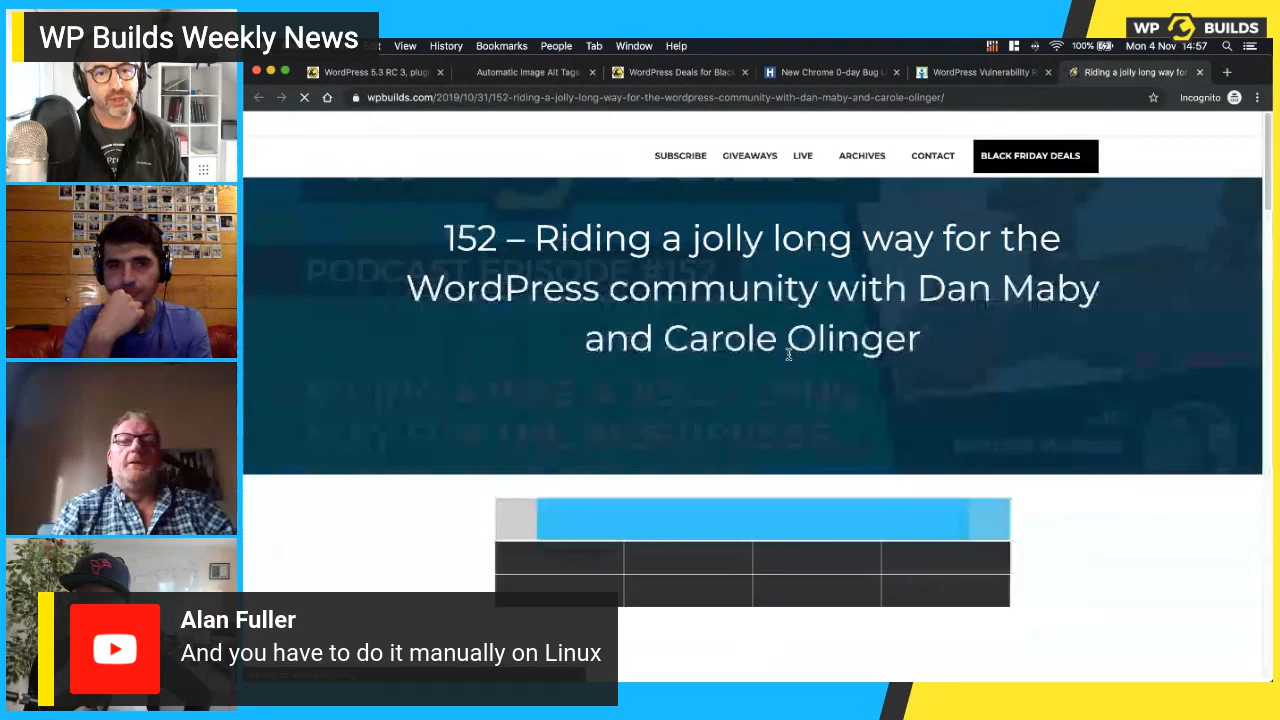 WP Builds Weekly News
WP BUILDS
View History Bookmarks People Tab Window Help
100% Mon 4 Nov 14:57
WordPress 5.3 RC 3, plug
Automatic Image Alt Tags
WordPress Deals for Blac
New Chrome 0-day Bug U
WordPress Vulnerability R
Riding a jolly long way for
wpbuilds.com/2019/10/31/152-riding-a-jolly-long-way-for-the-wordpress-community-with-dan-maby-and-carole-olinger/
Incognito
SUBSCRIBE GIVEAWAYS LIVE ARCHIVES CONTACT BLACK FRIDAY DEALS
152 – Riding a jolly long way for the
WordPress community with Dan Maby
and Carole Olinger
PODCAST EPISODE #152
Alan Fuller
And you have to do it manually on Linux